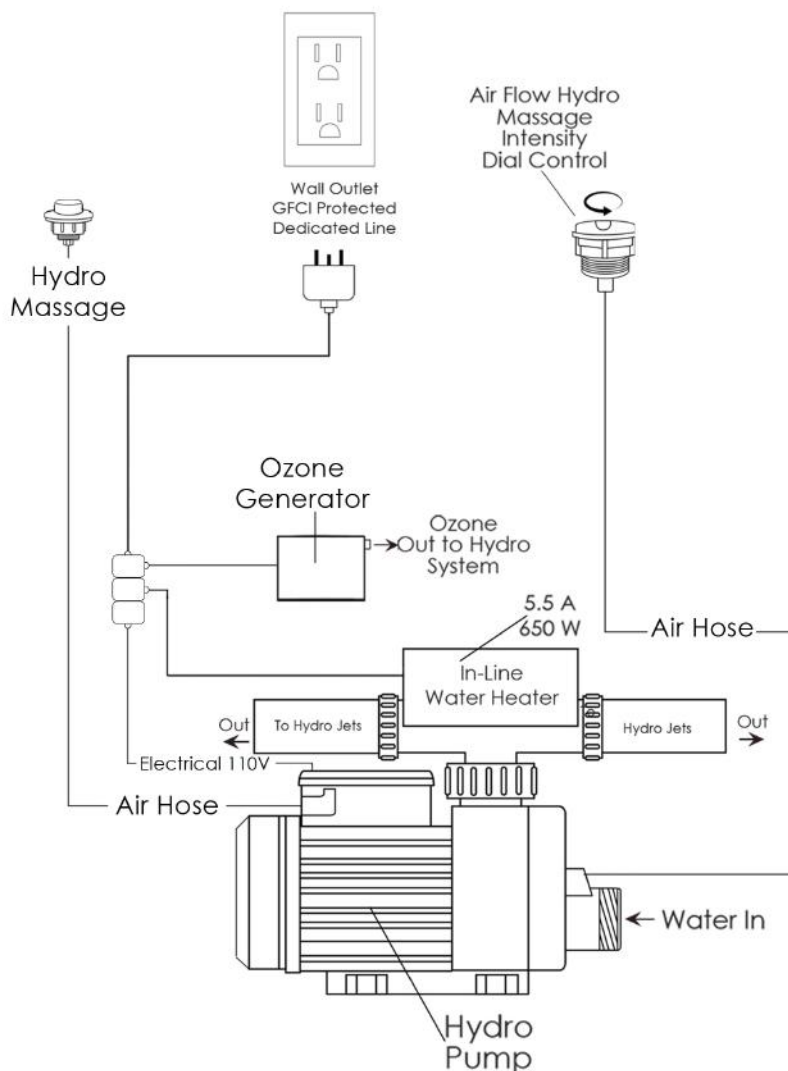 Wall Outlet
GFCI Protected
Dedicated Line
Air Flow Hydro
Massage
Intensity
Dial Control
Hydro
Massage
Ozone
Generator
Ozone
Out to Hydro
System
5.5 A
650 W
Air Hose
In-Line
Water Heater
Out
To Hydro Jets
Hydro Jets
Out
Electrical 110V
Air Hose
Water In
Hydro
Pump